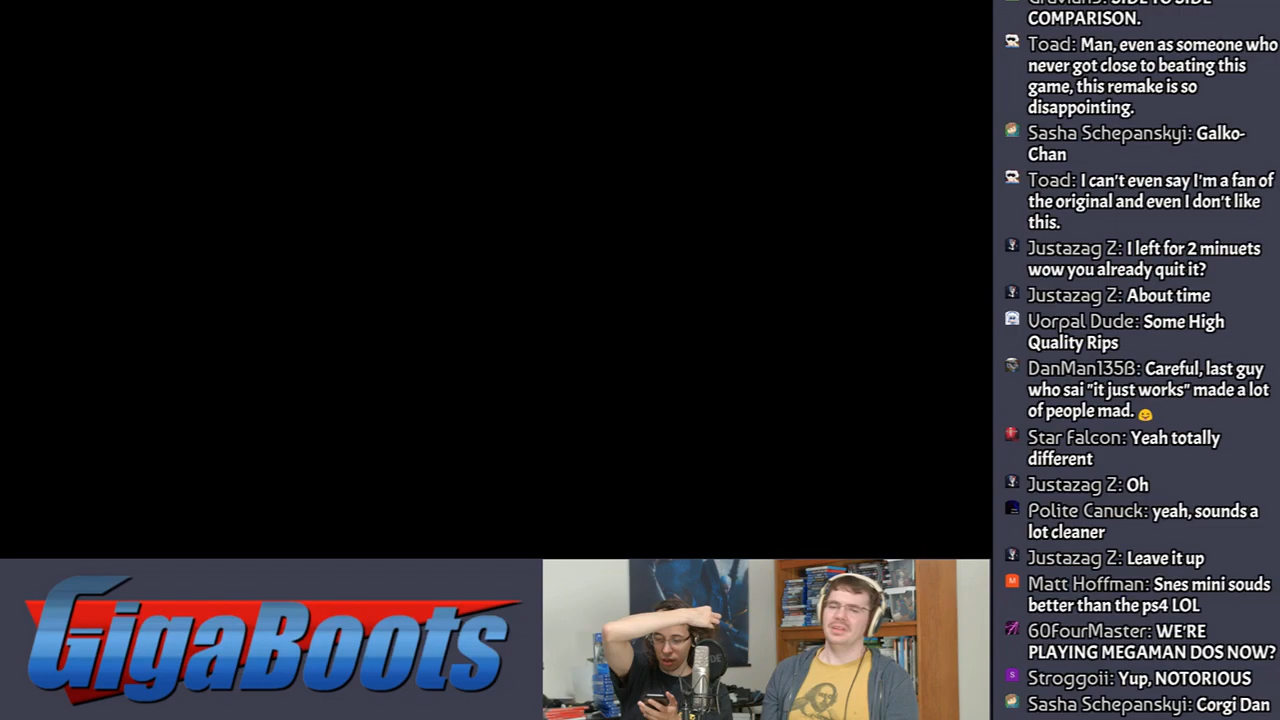 Gravians: SIDE TO SIDE
COMPARISON.
Toad: Man, even as someone who
never got close to beating this
game, this remake is so
disappointing.
Sasha Schepanskyi: Galko-
Chan
Toad: I can't even say I'm a fan of
the original and even I don't like
this.
Justazag Z: I left for 2 minuets
wow you already quit it?
Justazag Z: About time
Vorpal Dude: Some High
Quality Rips
DanMan135B: Careful, last guy
who sai "it just works" made a lot
of people mad.
Star Falcon: Yeah totally
different
Justazag Z: Oh
Polite Canuck: yeah, sounds a
lot cleaner
Justazag Z: Leave it up
M Matt Hoffman: Snes mini souds
better than the ps4 LOL
60FourMaster: WE'RE
PLAYING MEGAMAN DOS NOW?
S Stroggoii: Yup, NOTORIOUS
Sasha Schepanskyi: Corgi Dan
GigaBoots